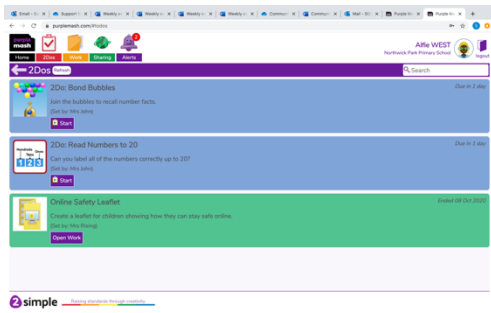 purplemash.com/#todos
purple mash
2
Home 2Dos Work Sharing Alerts
Alfie WEST
Northwick Park Primary School
logout
2Dos Refresh
Search
2Do: Bond Bubbles
Due in 1 day
Join the bubbles to recall number facts.
(Set by: Mrs John)
Start
2Do: Read Numbers to 20
Due in 1 day
Can you label all of the numbers correctly up to 20?
(Set by: Mrs John)
Start
123
Online Safety Leaflet
Ended 08 Oct 2020
Create a leaflet for children showing how they can stay safe online.
(Set by: Mrs Rising)
Open Work
2simple Raising standards through creativity